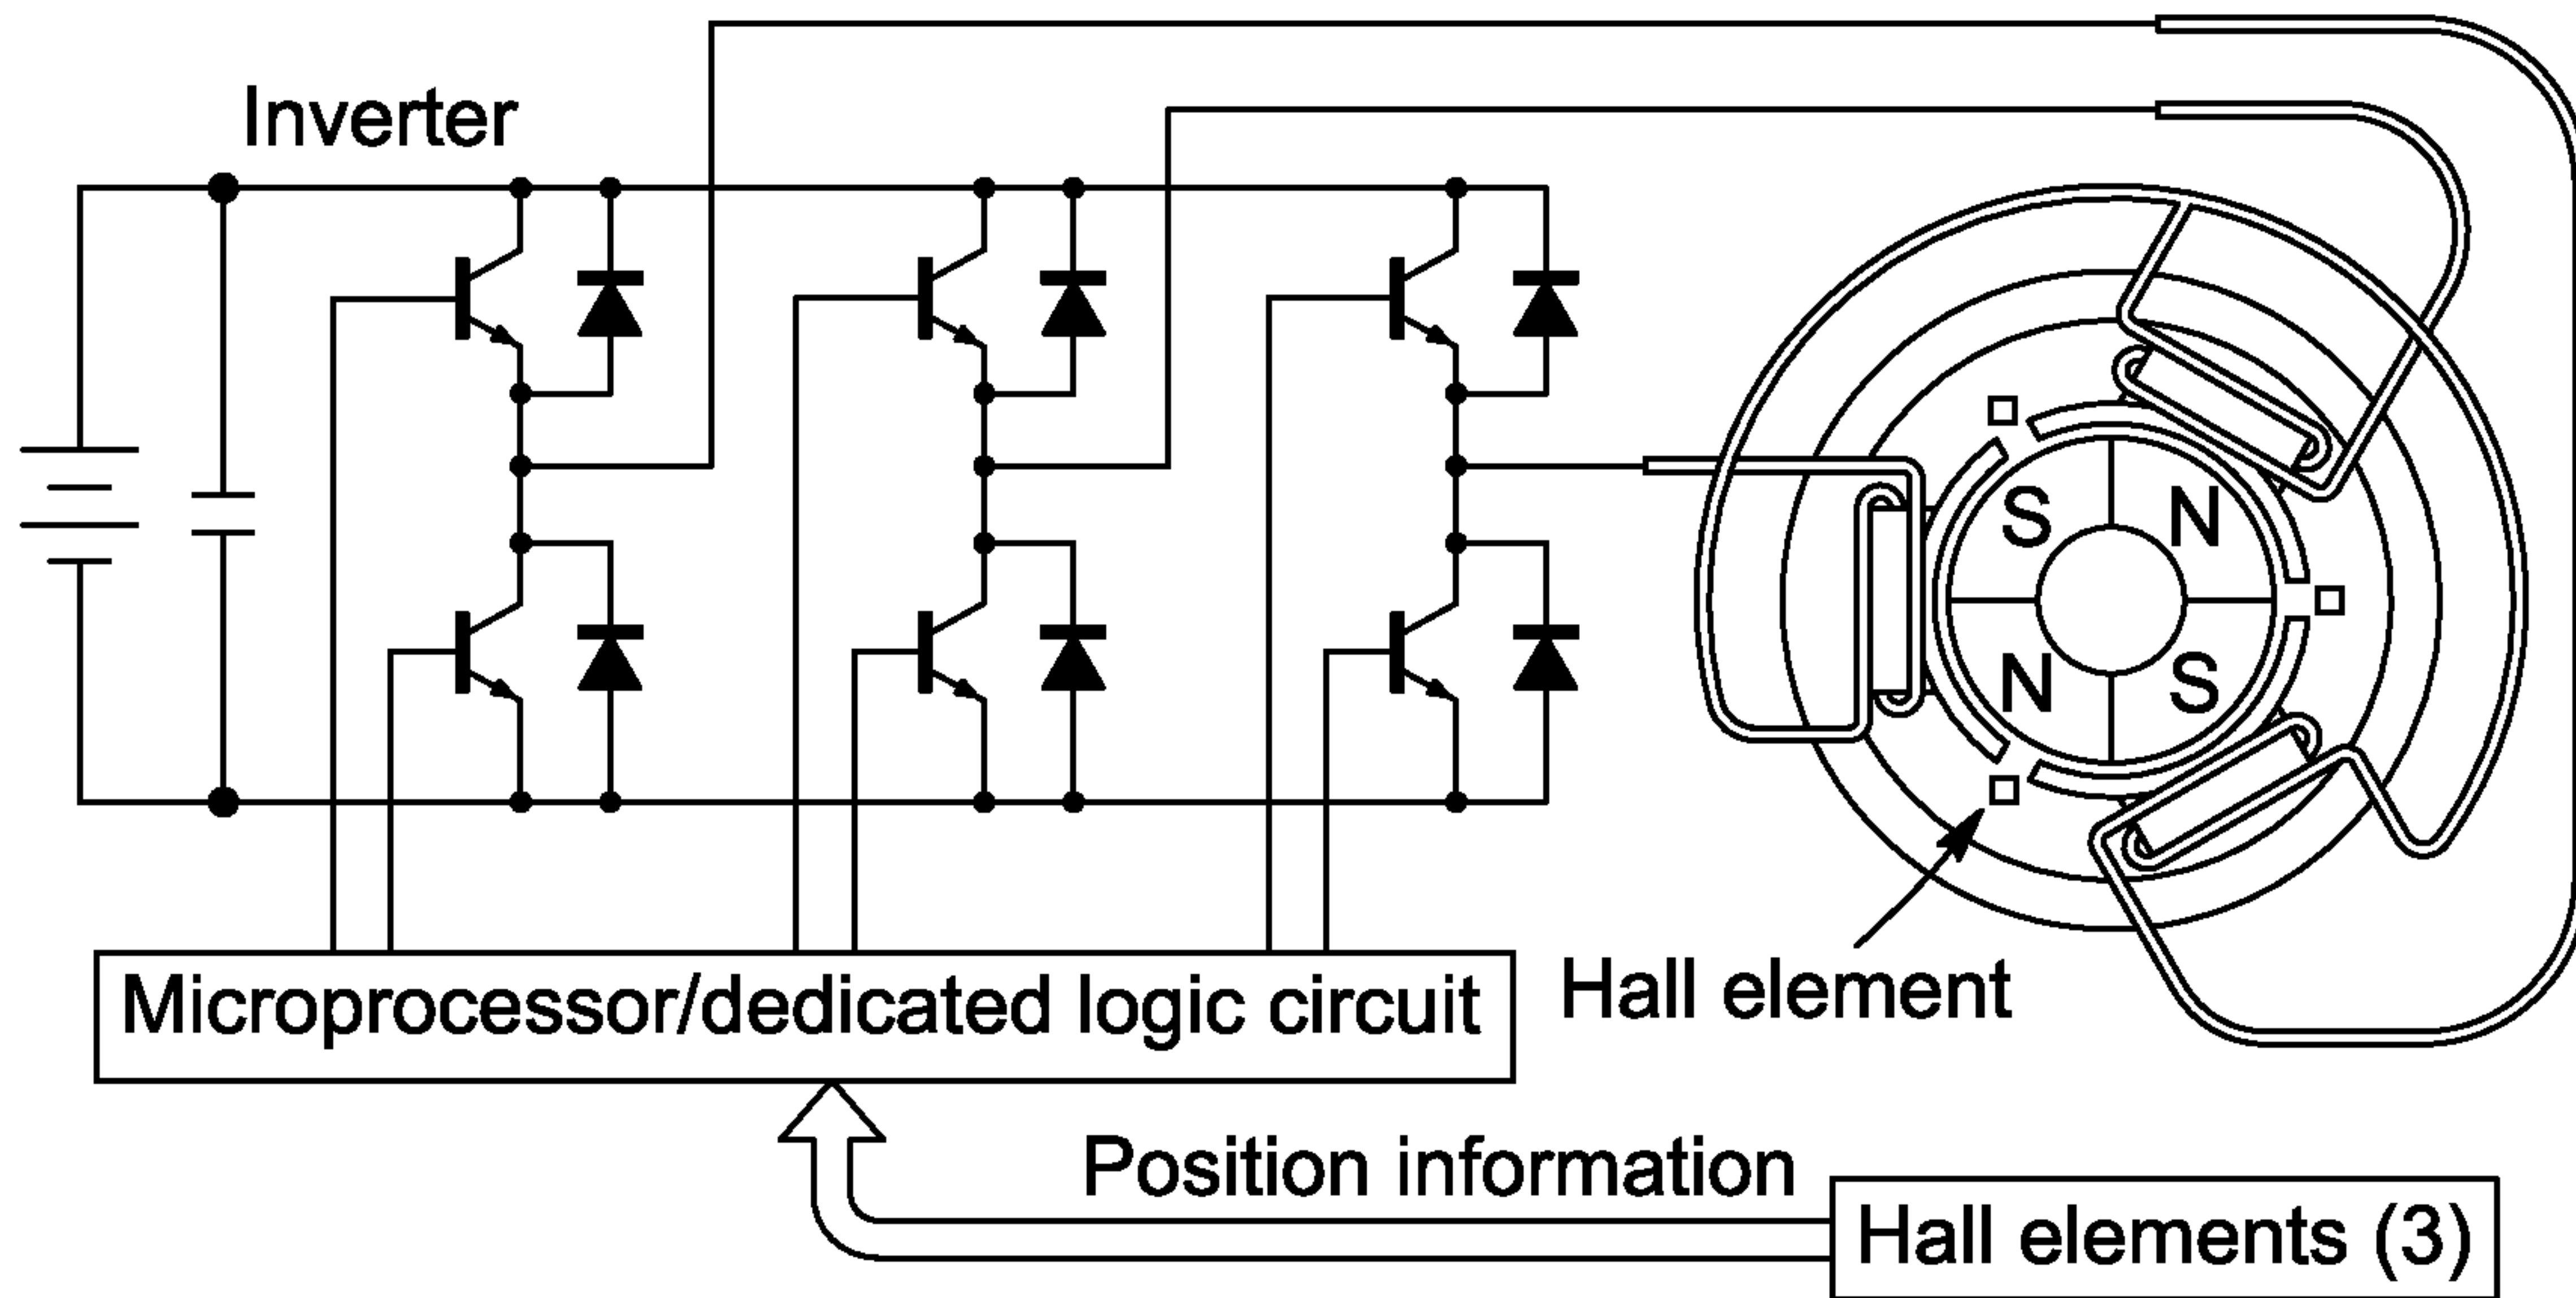 Inverter
S N
N S
Microprocessor/dedicated logic circuit
Hall element
Position information
Hall elements (3)